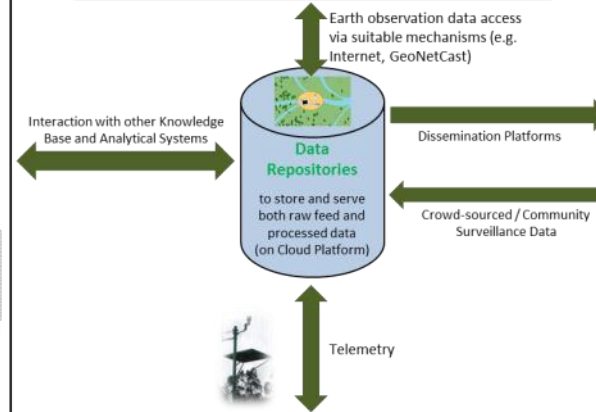 Earth observation data access
via suitable mechanisms (e.g.
Internet, GeoNetCast)
Interaction with other Knowledge
Base and Analytical Systems
Data
Repositories
to store and serve
both raw feed and
processed data
(on Cloud Platform)
Dissemination Platforms
Crowd-sourced / Community
Surveillance Data
Telemetry